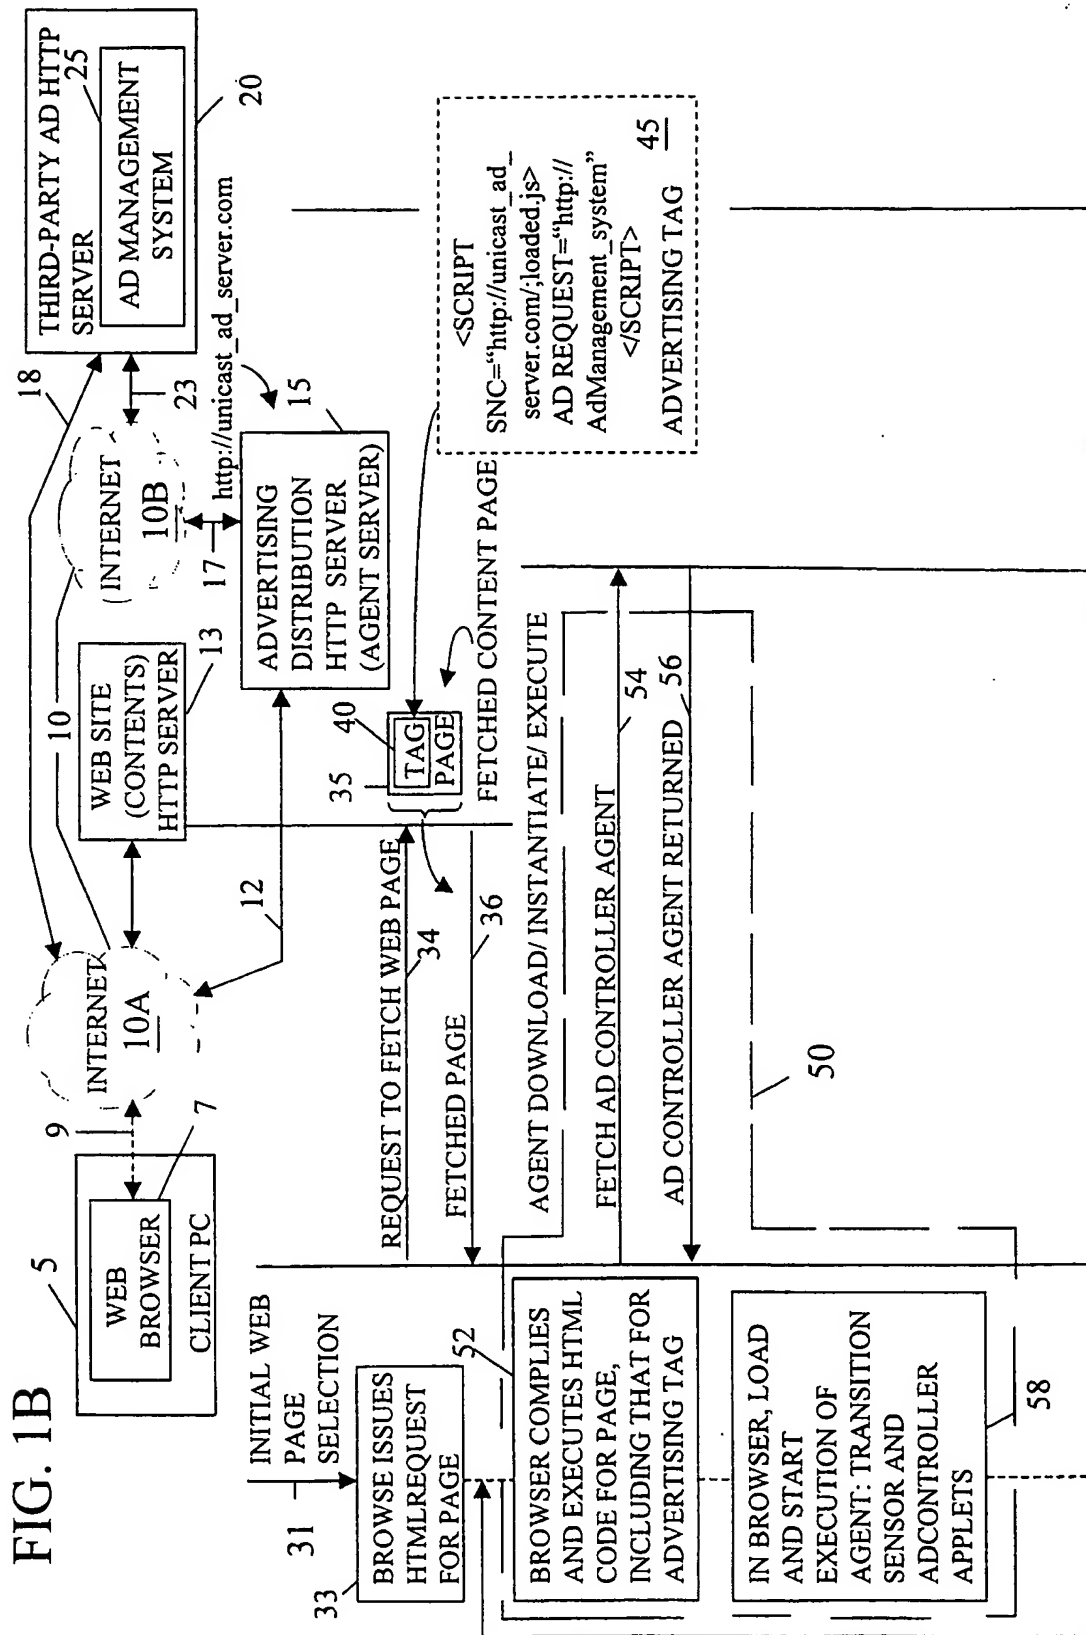 FIG. 1B
5
WEB
BROWSER
CLIENT PC
7
9
INTERNET
10A
10
WEB SITE
(CONTENTS)
HTTP SERVER
13
INTERNET
10B
18
THIRD-PARTY AD HTTP
SERVER
25
AD MANAGEMENT
SYSTEM
20
23
17
http://unicast_ad_server.com
ADVERTISING
DISTRIBUTION
HTTP SERVER
(AGENT SERVER)
15
12
INITIAL WEB
PAGE
SELECTION
31
BROWSE ISSUES
HTMLREQUEST
FOR PAGE
33
REQUEST TO FETCH WEB PAGE
34
FETCHED PAGE
36
35
40
TAG
PAGE
FETCHED CONTENT PAGE
<SCRIPT
SNC=“http://unicast_ad_
server.com/;loaded.js>
AD REQUEST=“http://
AdManagement_system”
</SCRIPT>
45
ADVERTISING TAG
AGENT DOWNLOAD/ INSTANTIATE/ EXECUTE
52
BROWSER COMPLIES
AND EXECUTES HTML
CODE FOR PAGE,
INCLUDING THAT FOR
ADVERTISING TAG
FETCH AD CONTROLLER AGENT
54
AD CONTROLLER AGENT RETURNED
56
50
IN BROWSER, LOAD
AND START
EXECUTION OF
AGENT: TRANSITION
SENSOR AND
ADCONTROLLER
APPLETS
58